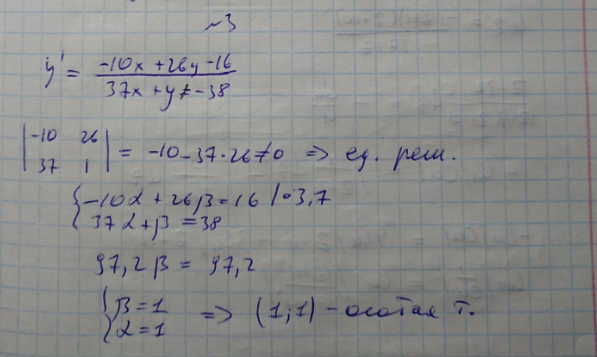 №3
y' = (-10x + 26y - 16) / (37x + y - 38)
|-10 26; 37 1| = -10 - 37·26 ≠ 0 => ед. реш.
{-10α + 26β = 16 | ·3,7
37α + β = 38
97,2β = 97,2
{β = 1
α = 1 => (1,1) - особая т.